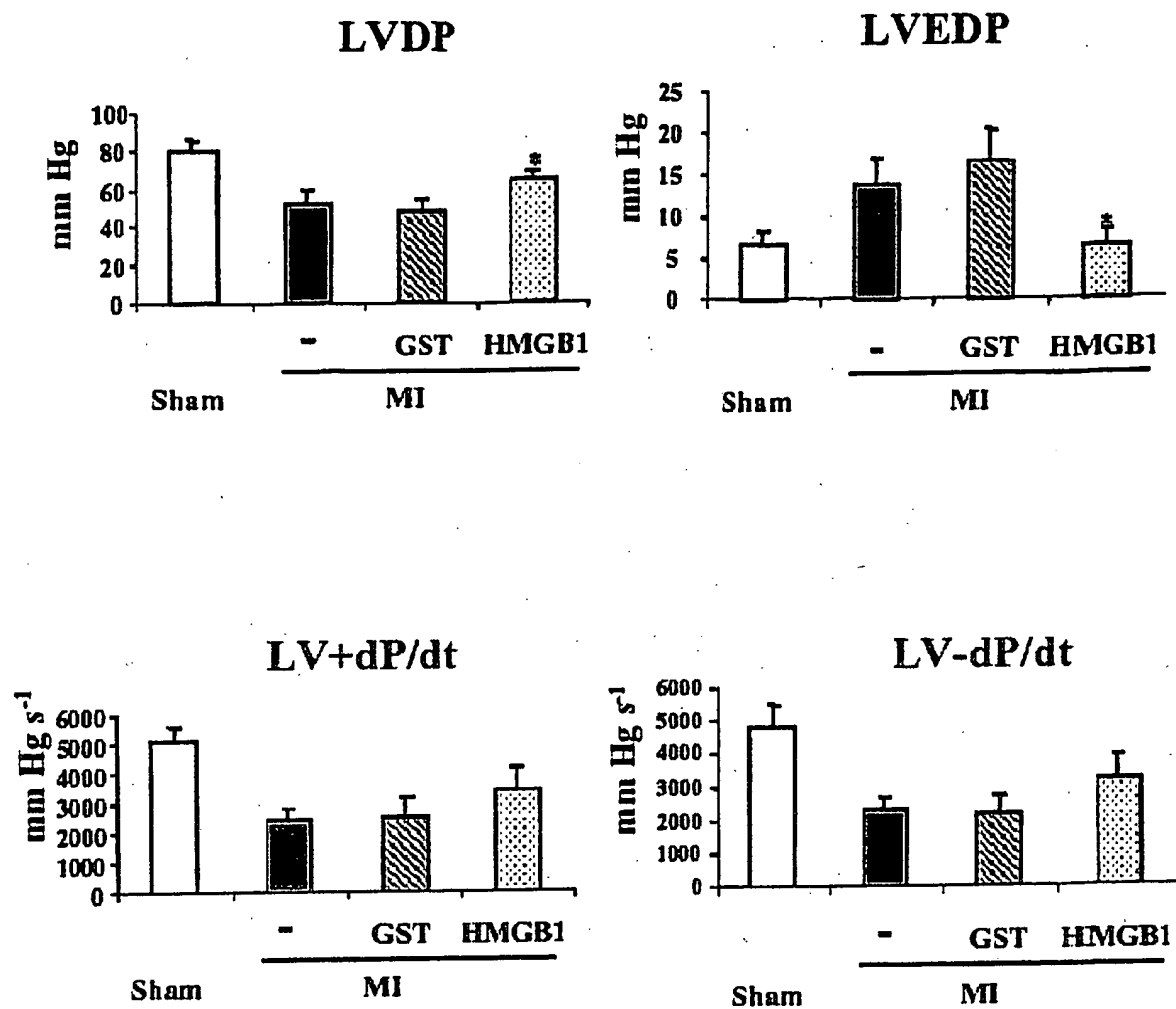 LVDP
mm Hg
100
80
60
40
20
0
*
- GST HMGB1
Sham MI
LVEDP
mm Hg
25
20
15
10
5
0
*
- GST HMGB1
Sham MI
LV+dP/dt
mm Hg s-1
6000
5000
4000
3000
2000
1000
0
- GST HMGB1
Sham MI
LV-dP/dt
mm Hg s-1
6000
5000
4000
3000
2000
1000
0
- GST HMGB1
Sham MI